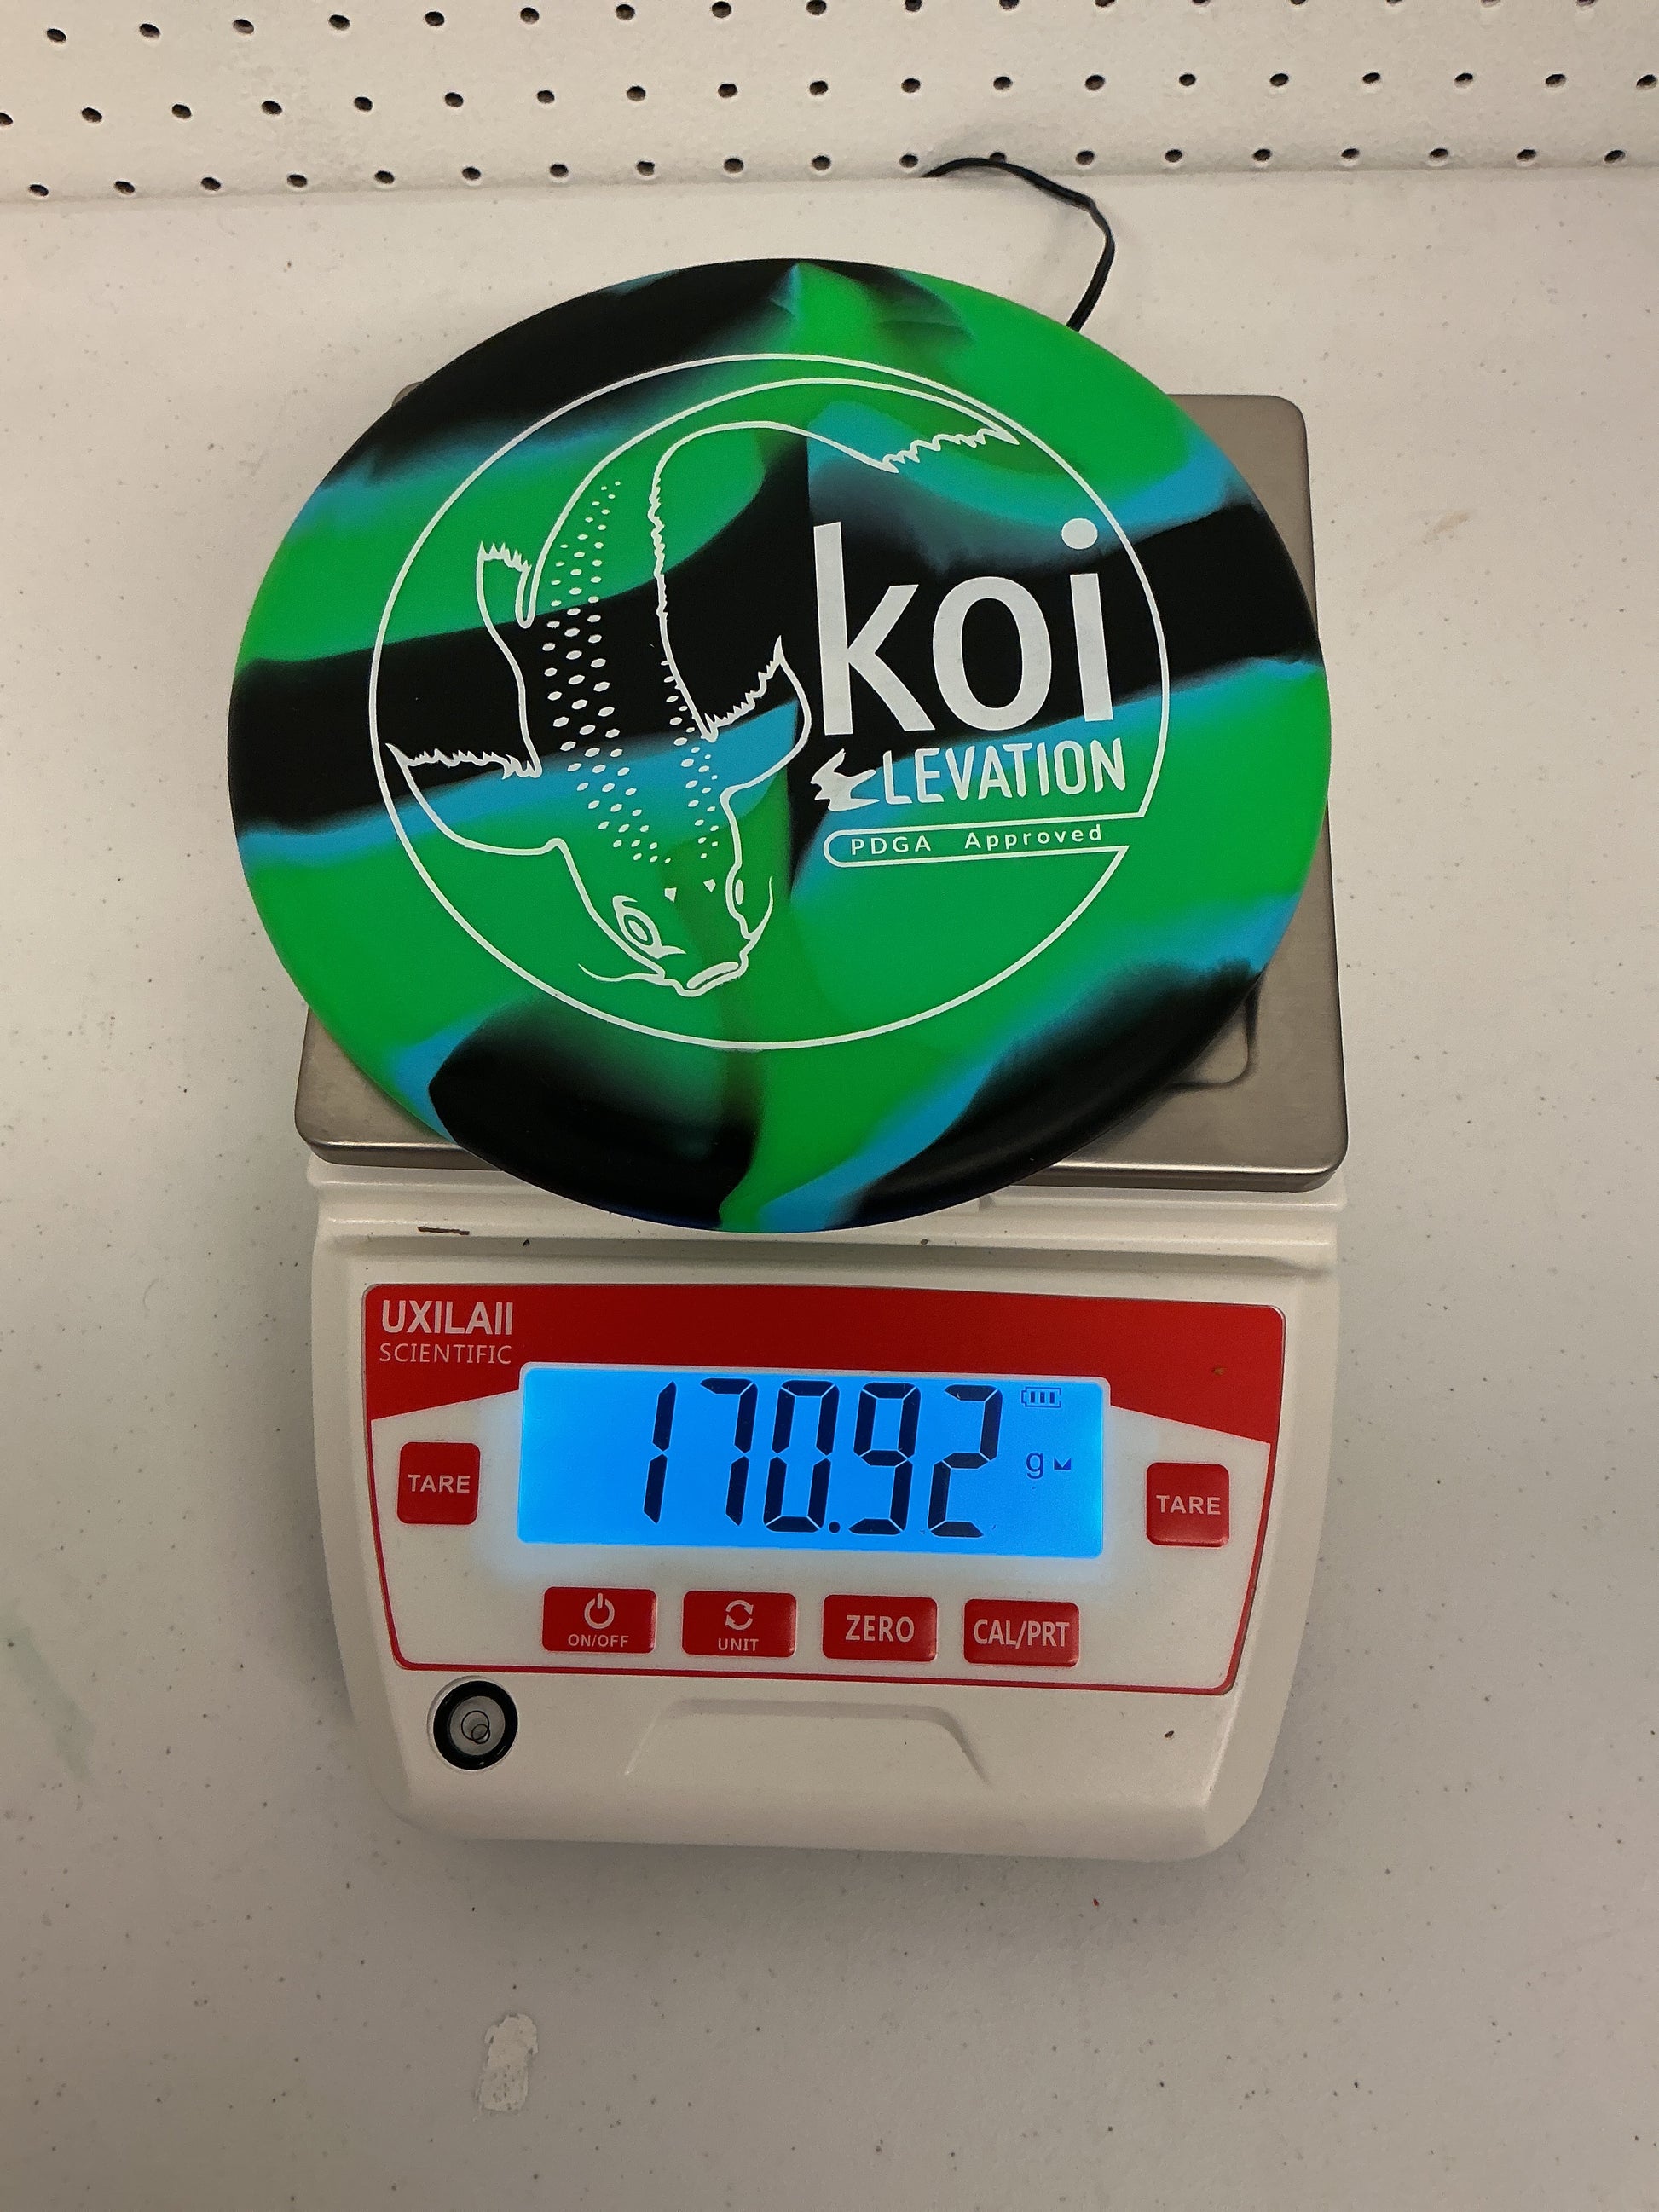 koi
ELEVATION
PDGA Approved
UXILAII
SCIENTIFIC
170.92
g
TARE
TARE
ON/OFF
UNIT
ZERO
CAL/PRT